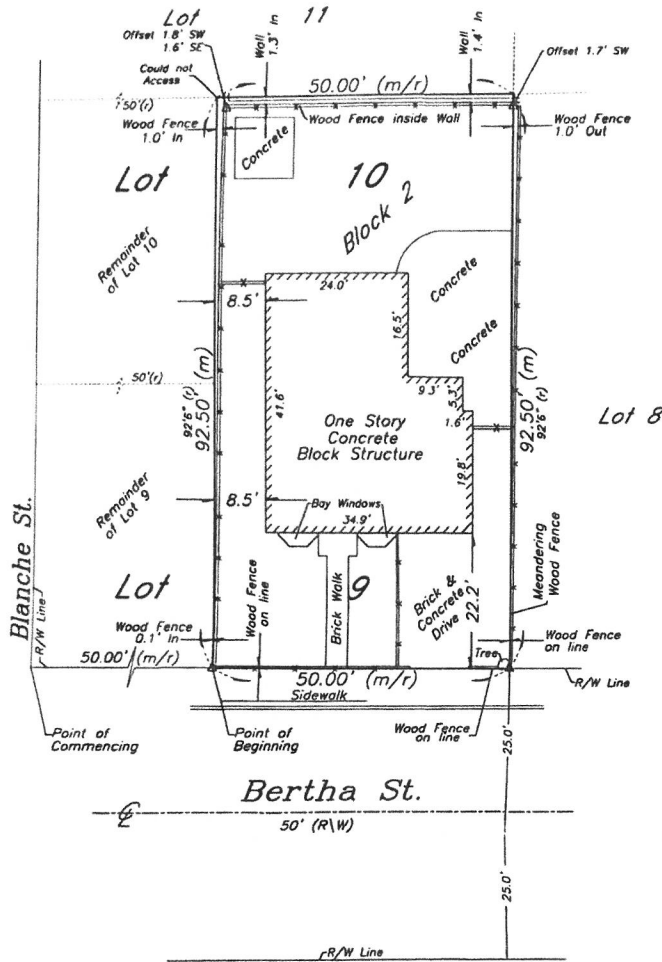 Lot 11
Offset 1.8' SW
1.6' SE
Wall
1.3' In
Wall
1.4' In
Offset 1.7' SW
Could not
Access
50.00' (m/r)
50'(r)
Wood Fence
1.0' In
Wood Fence inside Wall
Wood Fence
1.0' Out
Concrete
Lot
10
Block 2
Remainder
of Lot 10
24.0'
Concrete
8.5'
16.5'
Concrete
50'(r)
92'6" (r)
92.50' (m)
41.6'
9.3'
5.3'
1.6'
92.50' (m)
92'6" (r)
Lot 8
One Story
Concrete
Block Structure
19.8'
Remainder
of Lot 9
8.5'
Bay Windows
34.9'
Blanche St.
R/W Line
Lot
9
Wood Fence
on line
Brick Walk
Brick &
Concrete
Drive
22.2'
Meandering
Wood Fence
Wood Fence
0.1' In
Tree
Wood Fence
on line
50.00' (m/r)
50.00' (m/r)
R/W Line
Sidewalk
Point of
Commencing
Point of
Beginning
Wood Fence
on line
25.0'
Bertha St.
℄
50' (R\W)
25.0'
R/W Line